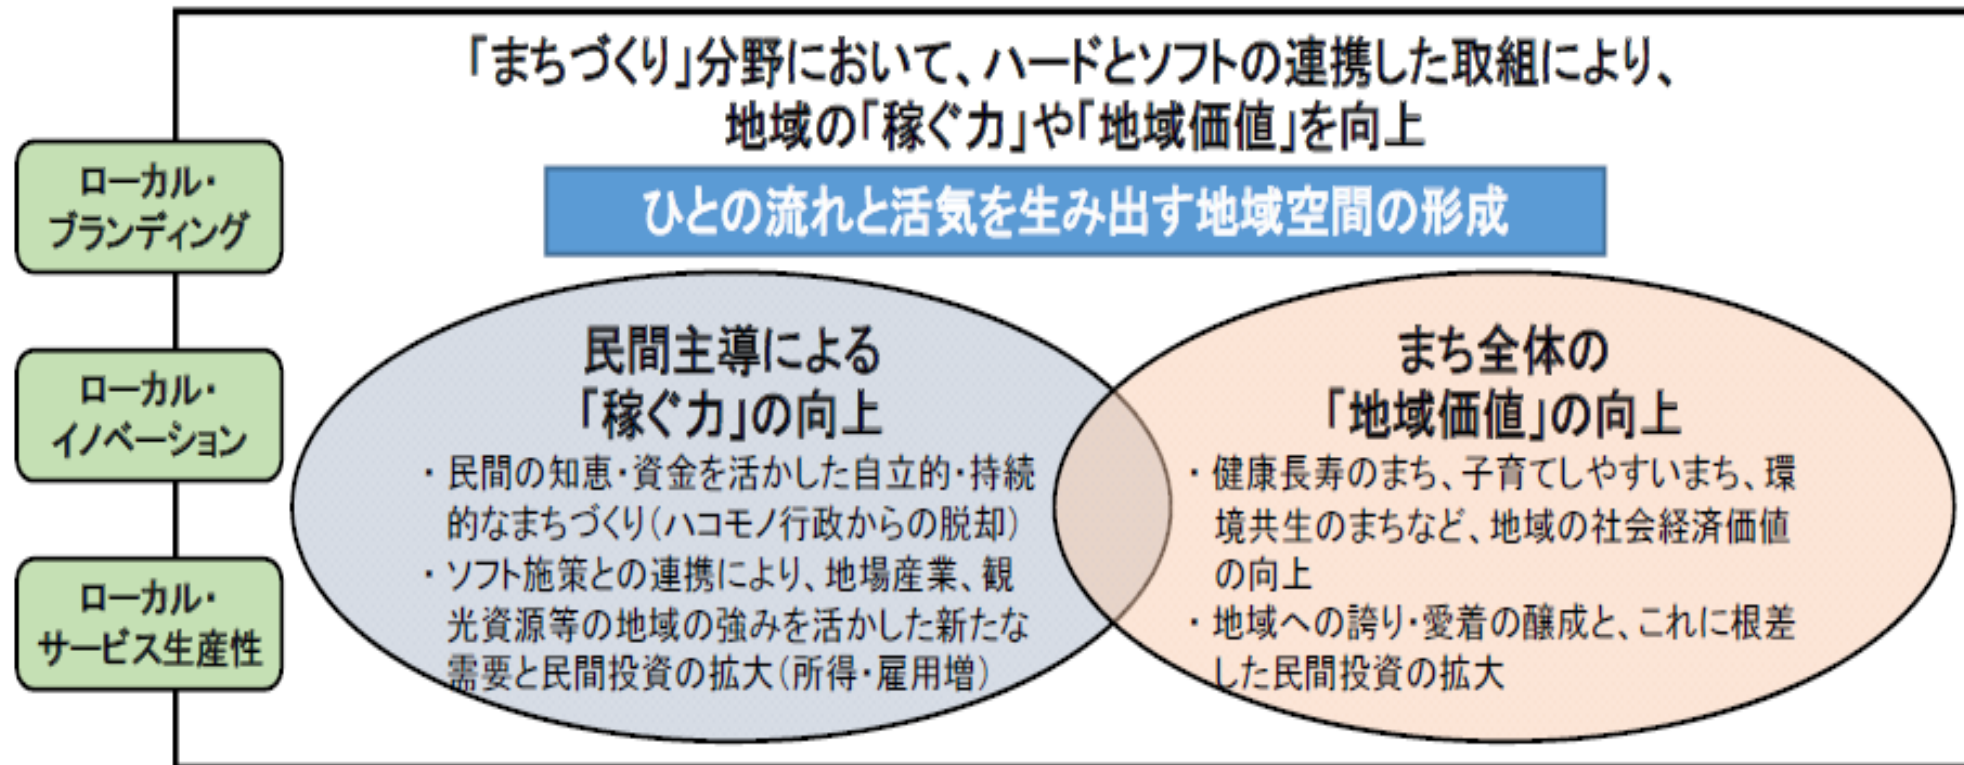 「まちづくり」分野において、ハードとソフトの連携した取組により、
地域の「稼ぐ力」や「地域価値」を向上
ひとの流れと活気を生み出す地域空間の形成
ローカル・
ブランディング
ローカル・
イノベーション
ローカル・
サービス生産性
民間主導による
「稼ぐ力」の向上
・民間の知恵・資金を活かした自立的・持続
的なまちづくり(ハコモノ行政からの脱却)
・ソフト施策との連携により、地場産業、観
光資源等の地域の強みを活かした新たな
需要と民間投資の拡大(所得・雇用増)
まち全体の
「地域価値」の向上
・健康長寿のまち、子育てしやすいまち、環
境共生のまちなど、地域の社会経済価値
の向上
・地域への誇り・愛着の醸成と、これに根差
した民間投資の拡大